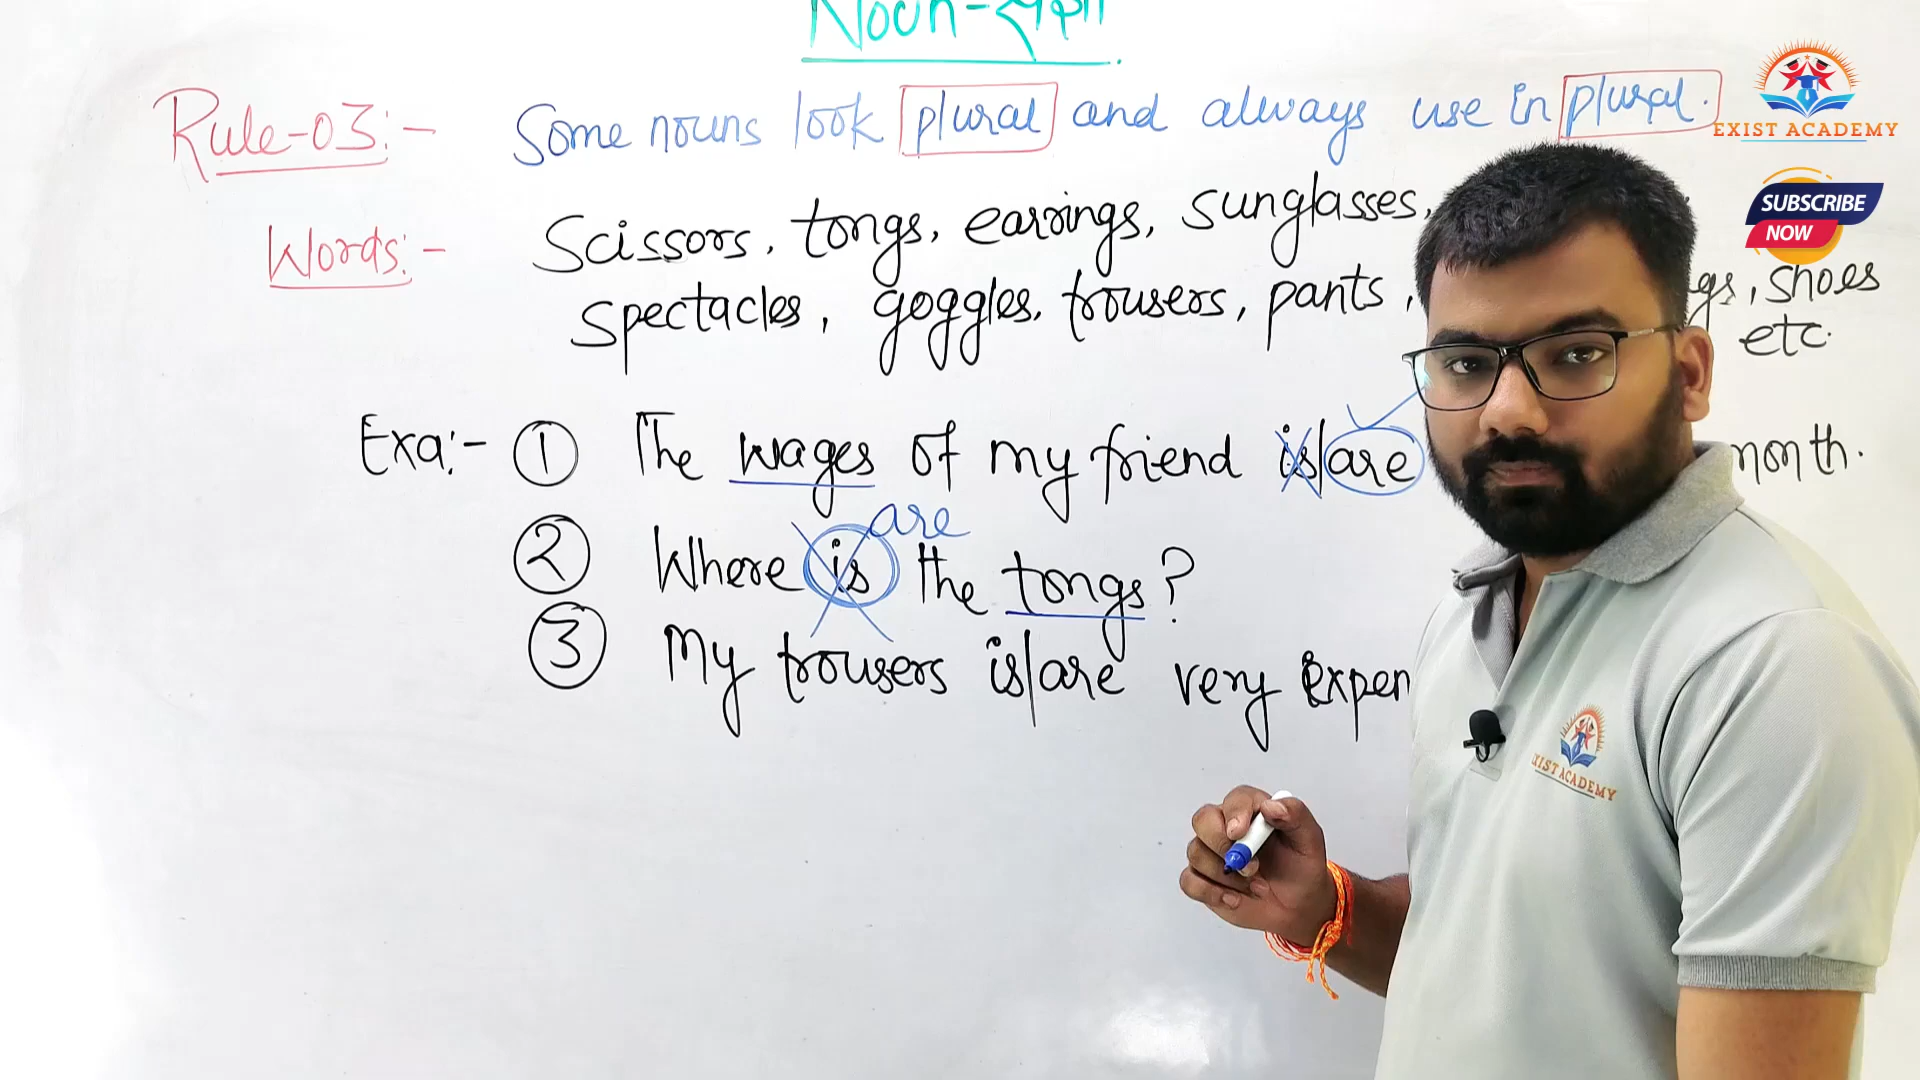 Noun-संज्ञा
Rule-03:- Some nouns look plural and always use in plural.
EXIST ACADEMY
SUBSCRIBE
NOW
Words:- Scissors, tongs, earrings, sunglasses,
Spectacles, goggles, trousers, pants, shoes
etc.
Exa:- ① The wages of my friend is/are month.
are
② Where is the tongs?
③ My trousers is/are very
EXIST ACADEMY